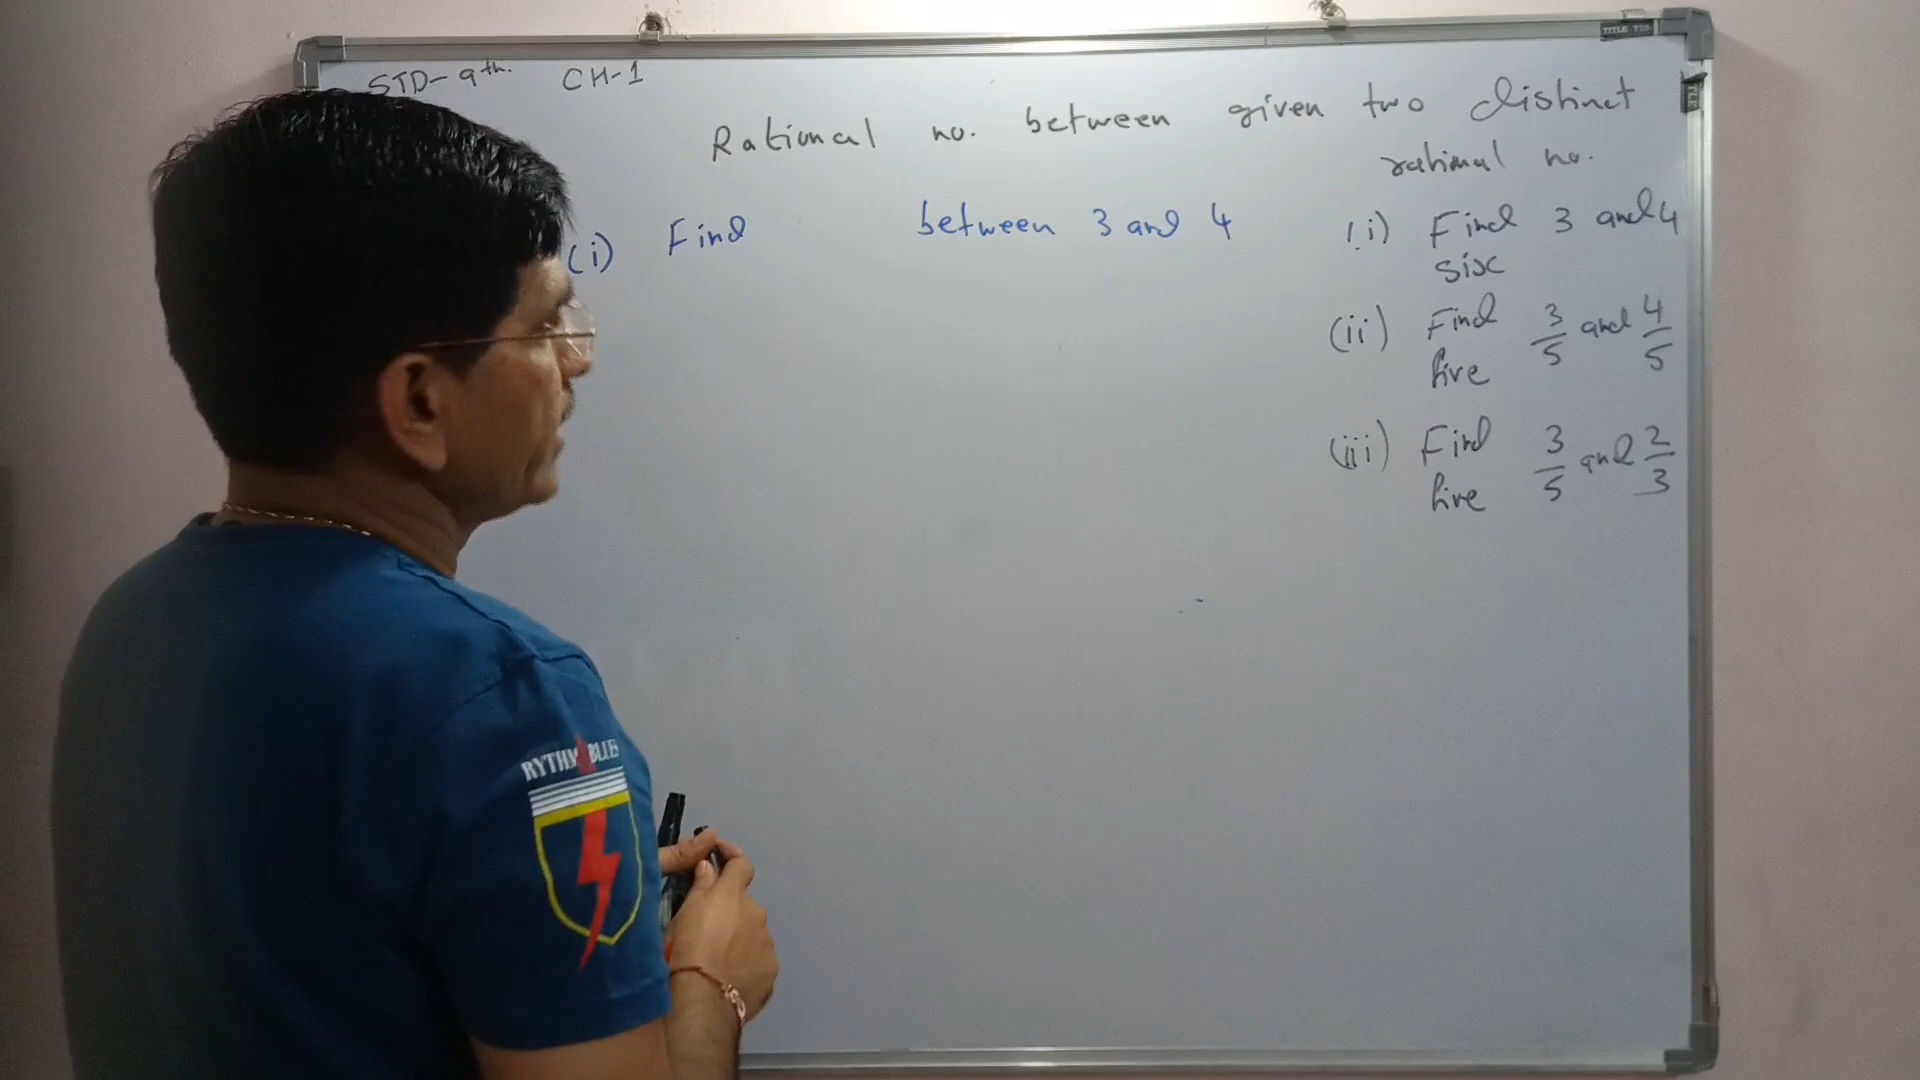 STD-9th. CH-1
Rational no. between given two distinct
rational no.
(i) Find between 3 and 4
(i) Find 3 and 4
six
(ii) Find 3/5 and 4/5
five
(iii) Find 3/5 and 2/3
five
RYTHM BLUES